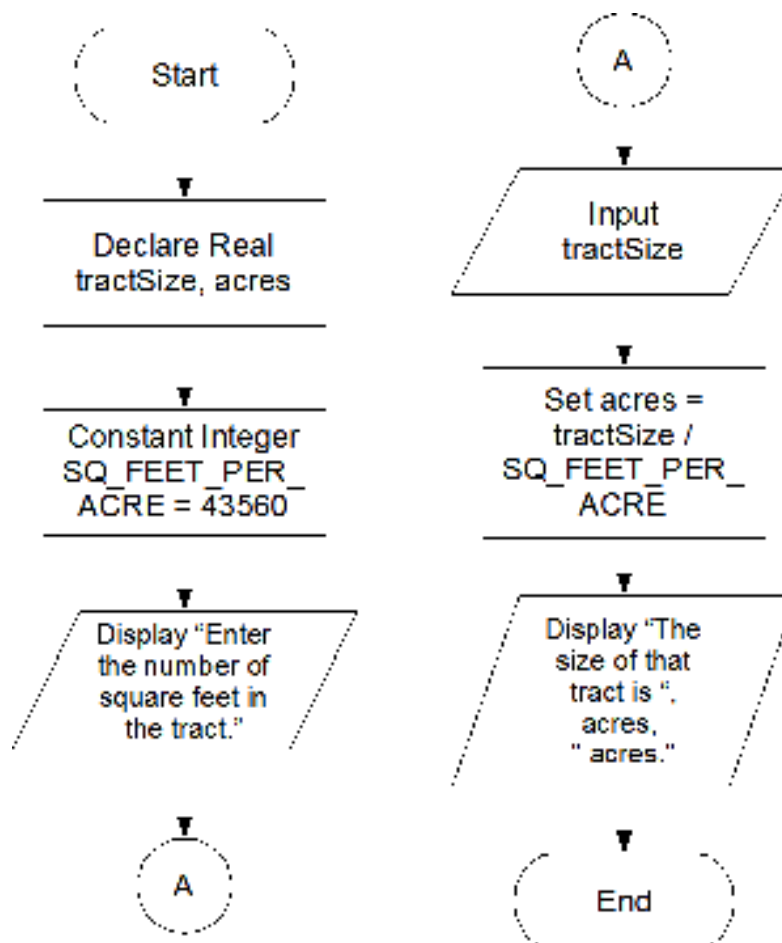 Start
Declare Real
tractSize, acres
Constant Integer
SQ_FEET_PER_
ACRE = 43560
Display “Enter
the number of
square feet in
the tract.”
A
A
Input
tractSize
Set acres =
tractSize /
SQ_FEET_PER_
ACRE
Display “The
size of that
tract is “,
acres,
" acres."
End